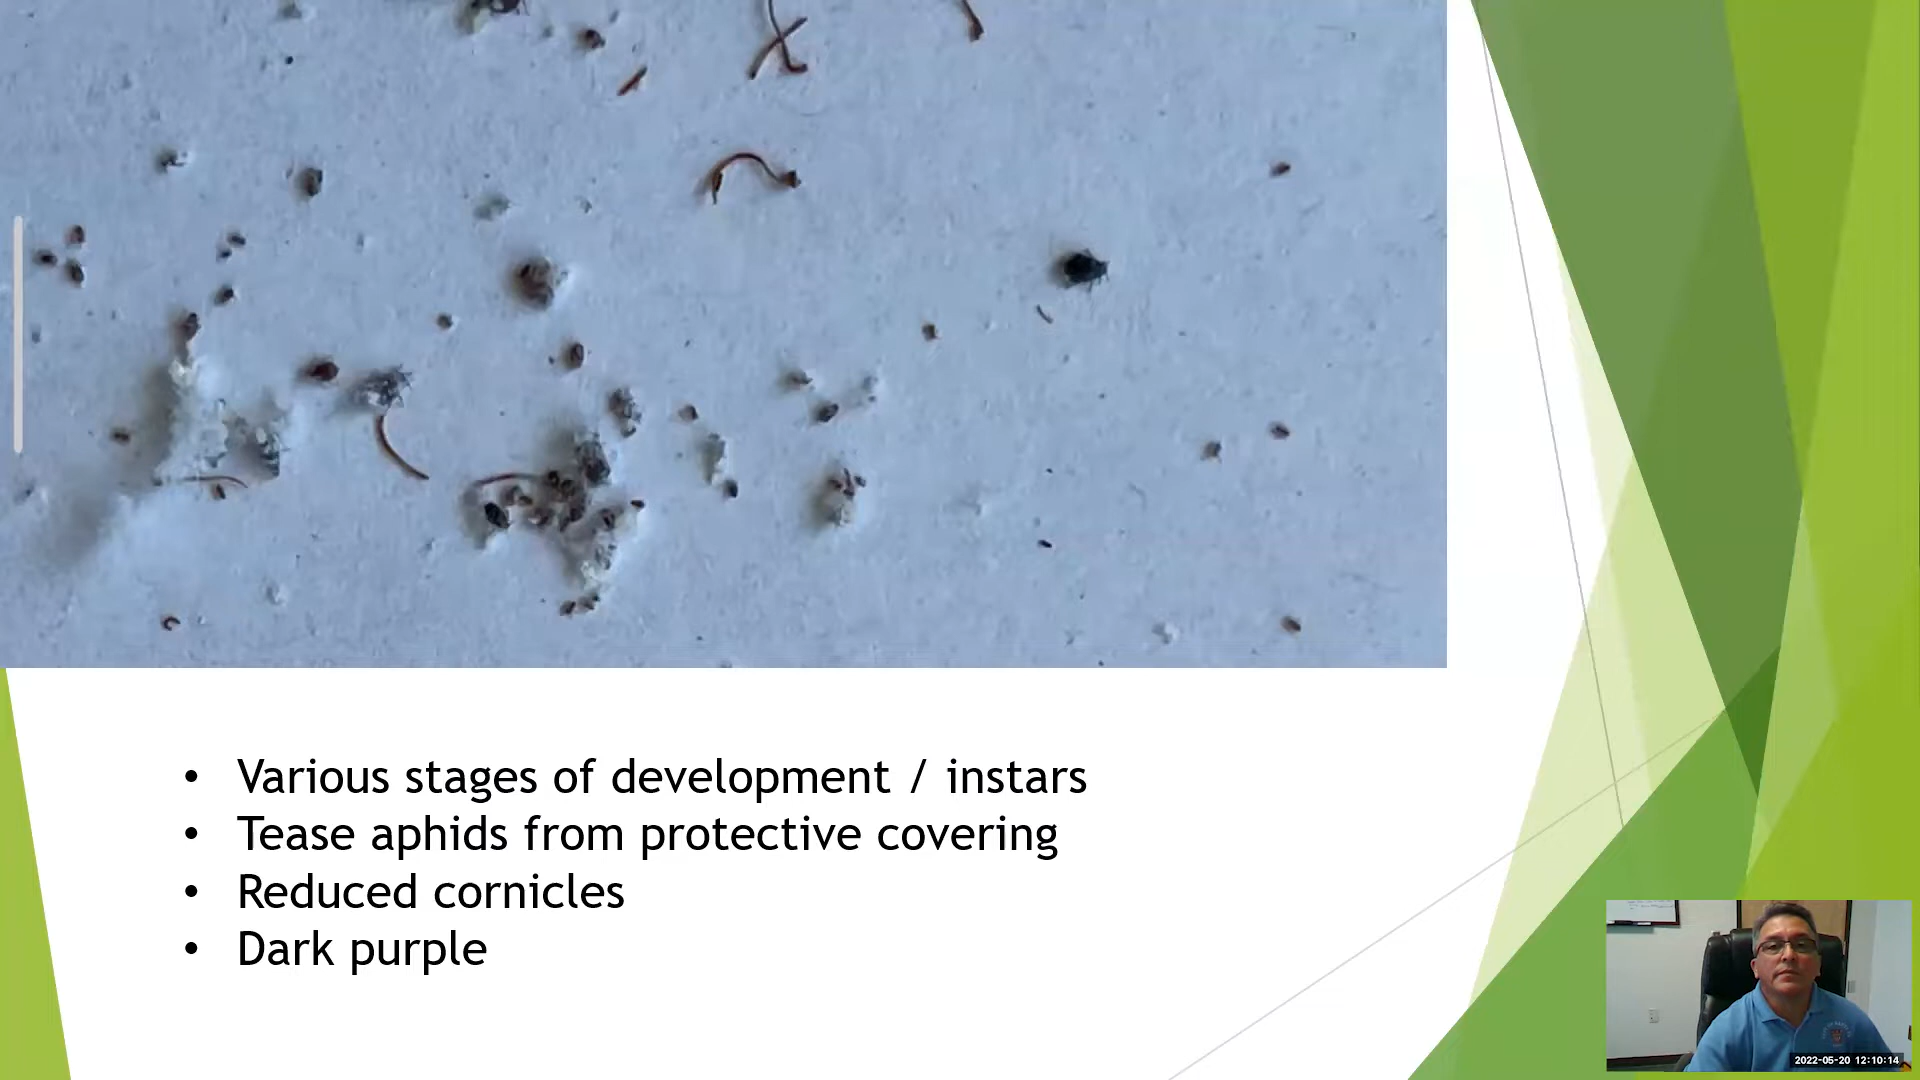 • Various stages of development / instars
• Tease aphids from protective covering
• Reduced cornicles
• Dark purple
2022-05-20 12:10:14